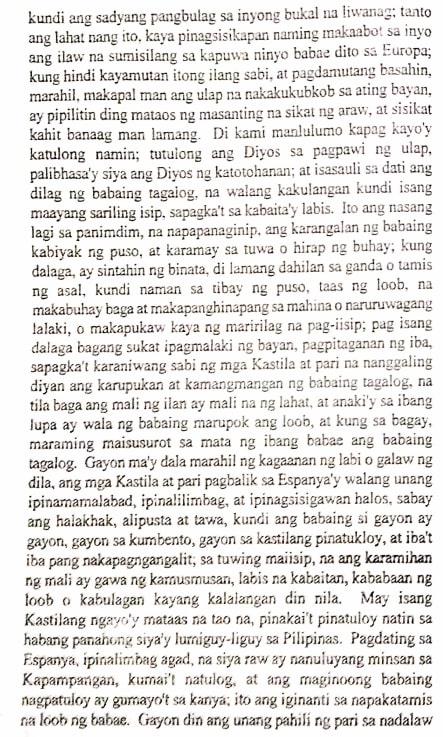 kundi ang sadyang pangbulag sa inyong bukal na liwanag; tanto
ang lahat nang ito, kaya pinagsisikapan naming makaabot sa inyo
ang ilaw na sumisilang sa kapuwa ninyo babae dito sa Europa;
kung hindi kayamutan itong ilang sabi, at pagdamutang basahin,
marahil, makapal man ang ulap na nakakukubkob sa ating bayan,
ay pipilitin ding mataos ng masanting na sikat ng araw, at sisikat
kahit banaag man lamang. Di kami manlulumo kapag kayo'y
katulong namin; tutulong ang Diyos sa pagpawi ng ulap,
palibhasa'y siya ang Diyos ng katotohanan; at isasauli sa dati ang
dilag ng babaing tagalog, na walang kakulangan kundi isang
maayang sariling isip, sapagka't sa kabaita'y labis. Ito ang nasang
lagi sa panimdim, na napapanaginip, ang karangalan ng babaing
kabiyak ng puso, at karamay sa tuwa o hirap ng buhay; kung
dalaga, ay sintahin ng binata, di lamang dahilan sa ganda o tamis
ng asal, kundi naman sa tibay ng puso, taas ng loob, na
makabuhay baga at makapanghinapang sa mahina o naruruwagang
lalaki, o makapukaw kaya ng maririlag na pag-iisip; pag isang
dalaga bagang sukat ipagmalaki ng bayan, pagpitaganan ng iba,
sapagka't karaniwang sabi ng mga Kastila at pari na nanggaling
diyan ang karupukan at kamangmangan ng babaing tagalog, na
tila baga ang mali ng ilan ay mali na ng lahat, at anaki'y sa ibang
lupa ay wala ng babaing marupok ang loob, at kung sa bagay,
maraming maisusurot sa mata ng ibang babae ang babaing
tagalog. Gayon ma'y dala marahil ng kagaanan ng labi o galaw ng
dila, ang mga Kastila at pari pagbalik sa Espanya'y walang unang
ipinamamalabad, ipinalilimbag, at ipinagsisigawan halos, sabay
ang halakhak, alipusta at tawa, kundi ang babaing si gayon ay
gayon, gayon sa kumbento, gayon sa kastilang pinatukloy, at iba't
iba pang nakapagngangalit; sa tuwing maiisip, na ang karamihan
ng mali ay gawa ng kamusmusan, labis na kabaitan, kababaan ng
loob o kabulagan kayang kalalangan din nila. May isang
Kastilang ngayo'y mataas na tao na, pinakai't pinatuloy natin sa
habang panahong siya'y lumiguy-liguy sa Pilipinas. Pagdating sa
Espanya, ipinalimbag agad, na siya raw ay nanuluyang minsan sa
Kapampangan, kumai't natulog, at ang maginoong babaing
nagpatuloy ay gumayo't sa kanya; ito ang iginanti sa napakatamis
na loob ng babae. Gayon din ang unang pahili ng pari sa nadalaw